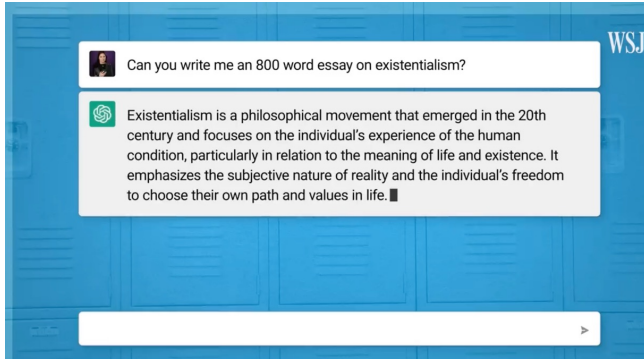 WSJ
Can you write me an 800 word essay on existentialism?
Existentialism is a philosophical movement that emerged in the 20th
century and focuses on the individual's experience of the human
condition, particularly in relation to the meaning of life and existence. It
emphasizes the subjective nature of reality and the individual's freedom
to choose their own path and values in life.